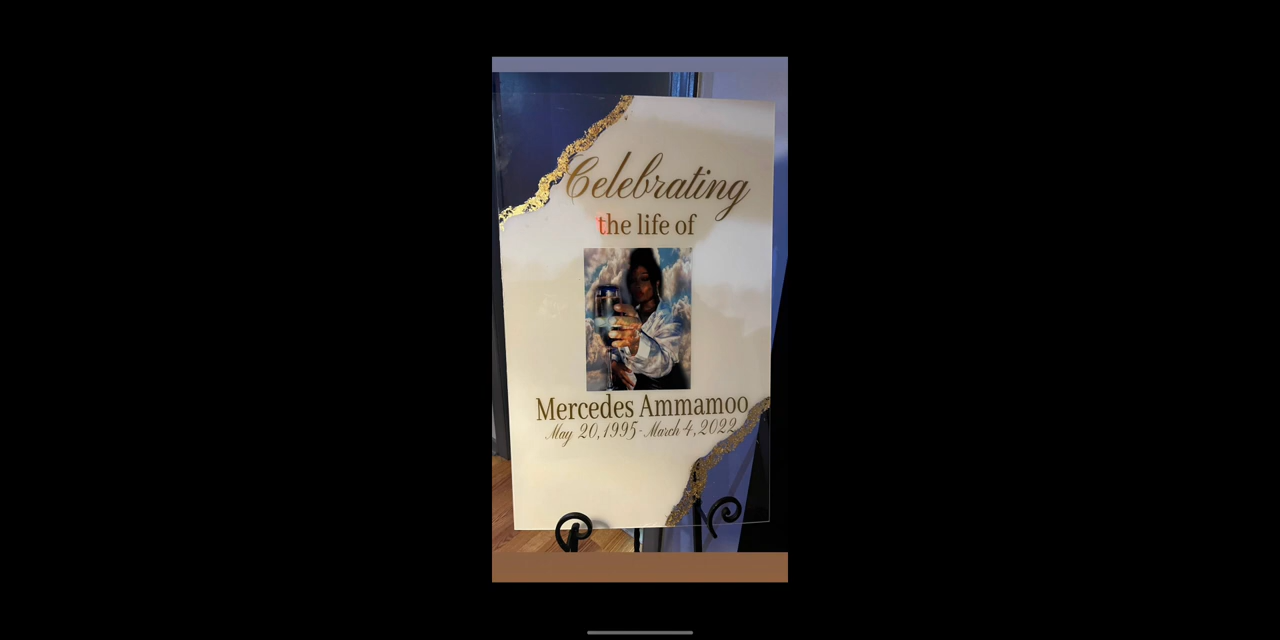 Celebrating
the life of
Mercedes Ammamoo
May 20,1995-March 4,2022